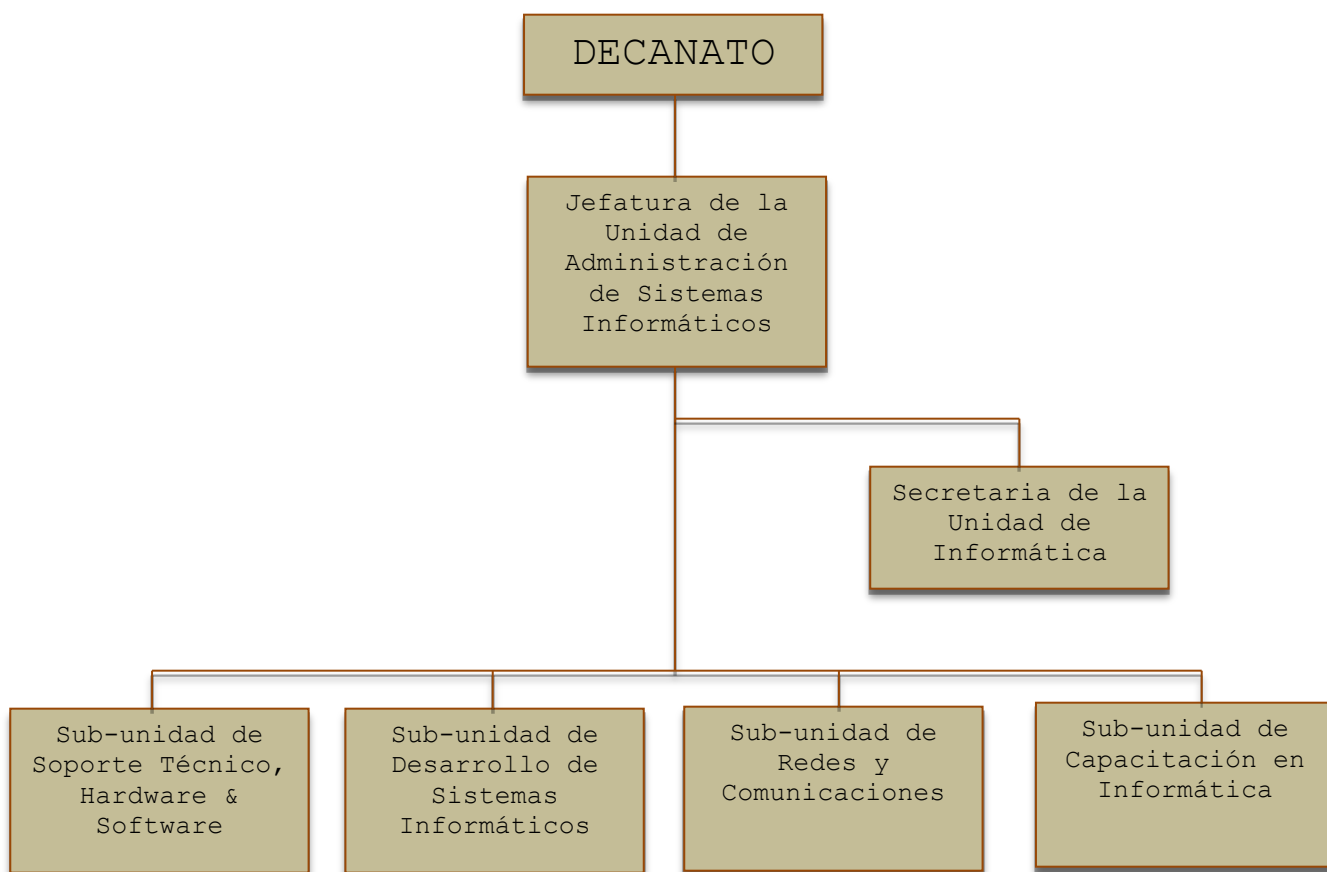 DECANATO
Jefatura de la
Unidad de
Administración
de Sistemas
Informáticos
Secretaria de la
Unidad de
Informática
Sub-unidad de
Soporte Técnico,
Hardware &
Software
Sub-unidad de
Desarrollo de
Sistemas
Informáticos
Sub-unidad de
Redes y
Comunicaciones
Sub-unidad de
Capacitación en
Informática